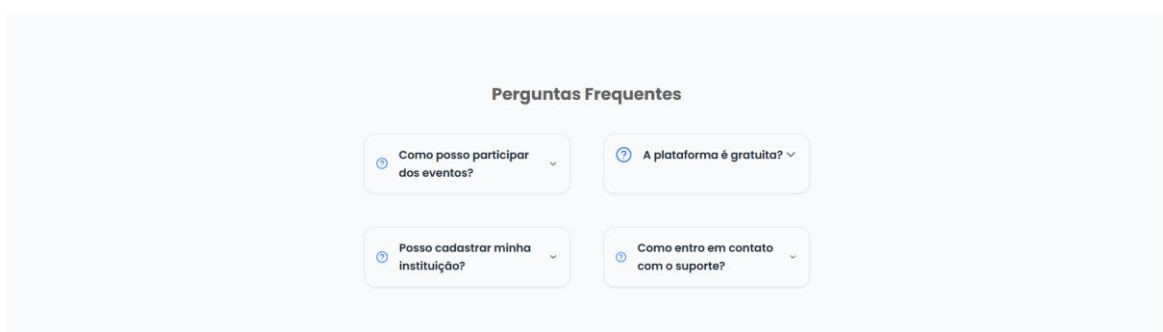 Perguntas Frequentes
Como posso participar
dos eventos?
A plataforma é gratuita?
Posso cadastrar minha
instituição?
Como entro em contato
com o suporte?